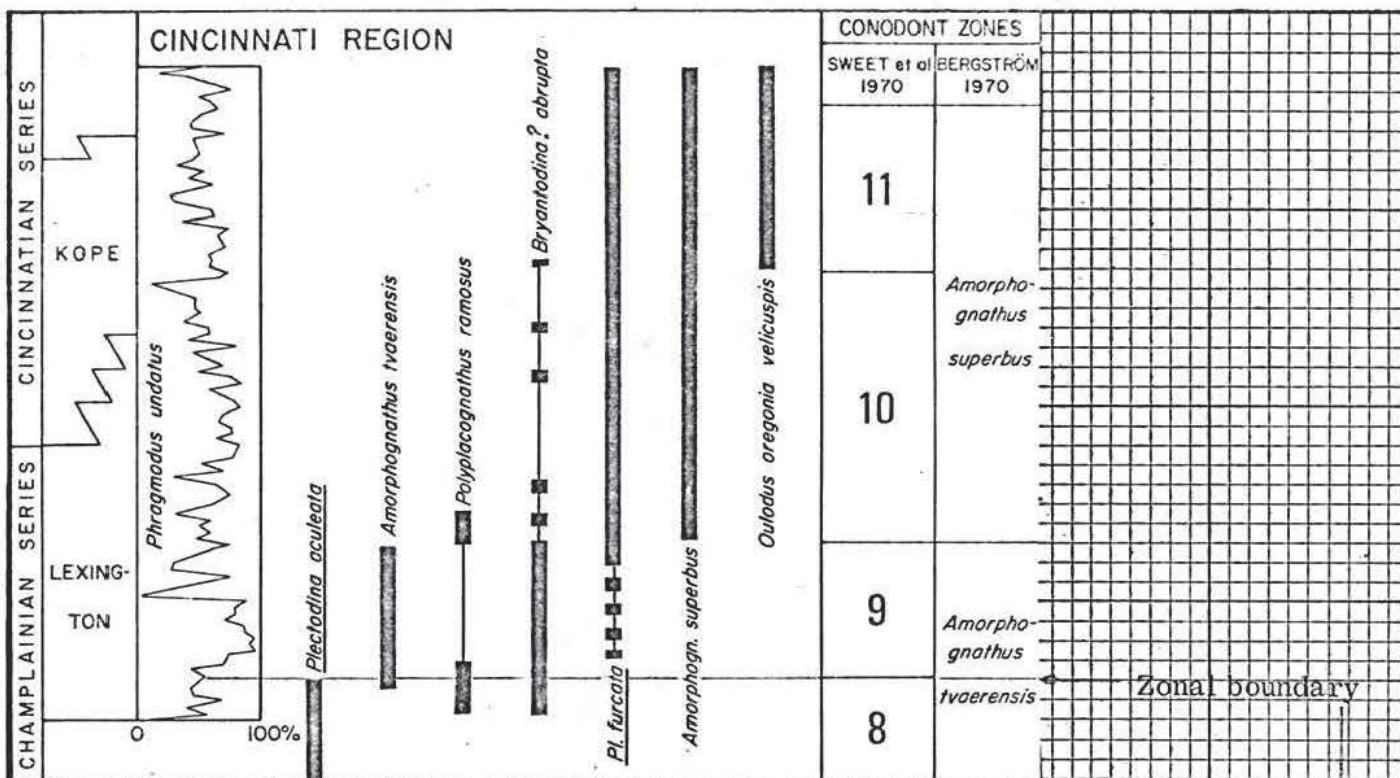 CINCINNATI REGION
CHAMPLAINIAN SERIES
CINCINNATIAN SERIES
KOPE
LEXING-
TON
Phragmodus undatus
0
100%
Plectodina aculeata
Amorphognathus tvaerensis
Polyplacognathus ramosus
Bryantodina? abrupta
Pl. furcata
Amorphogn. superbus
Oulodus oregonia velicuspis
CONODONT ZONES
SWEET et al
1970
BERGSTRÖM
1970
11
10
9
8
Amorpho-
gnathus
superbus
Amorpho-
gnathus
tvaerensis
Zonal boundary